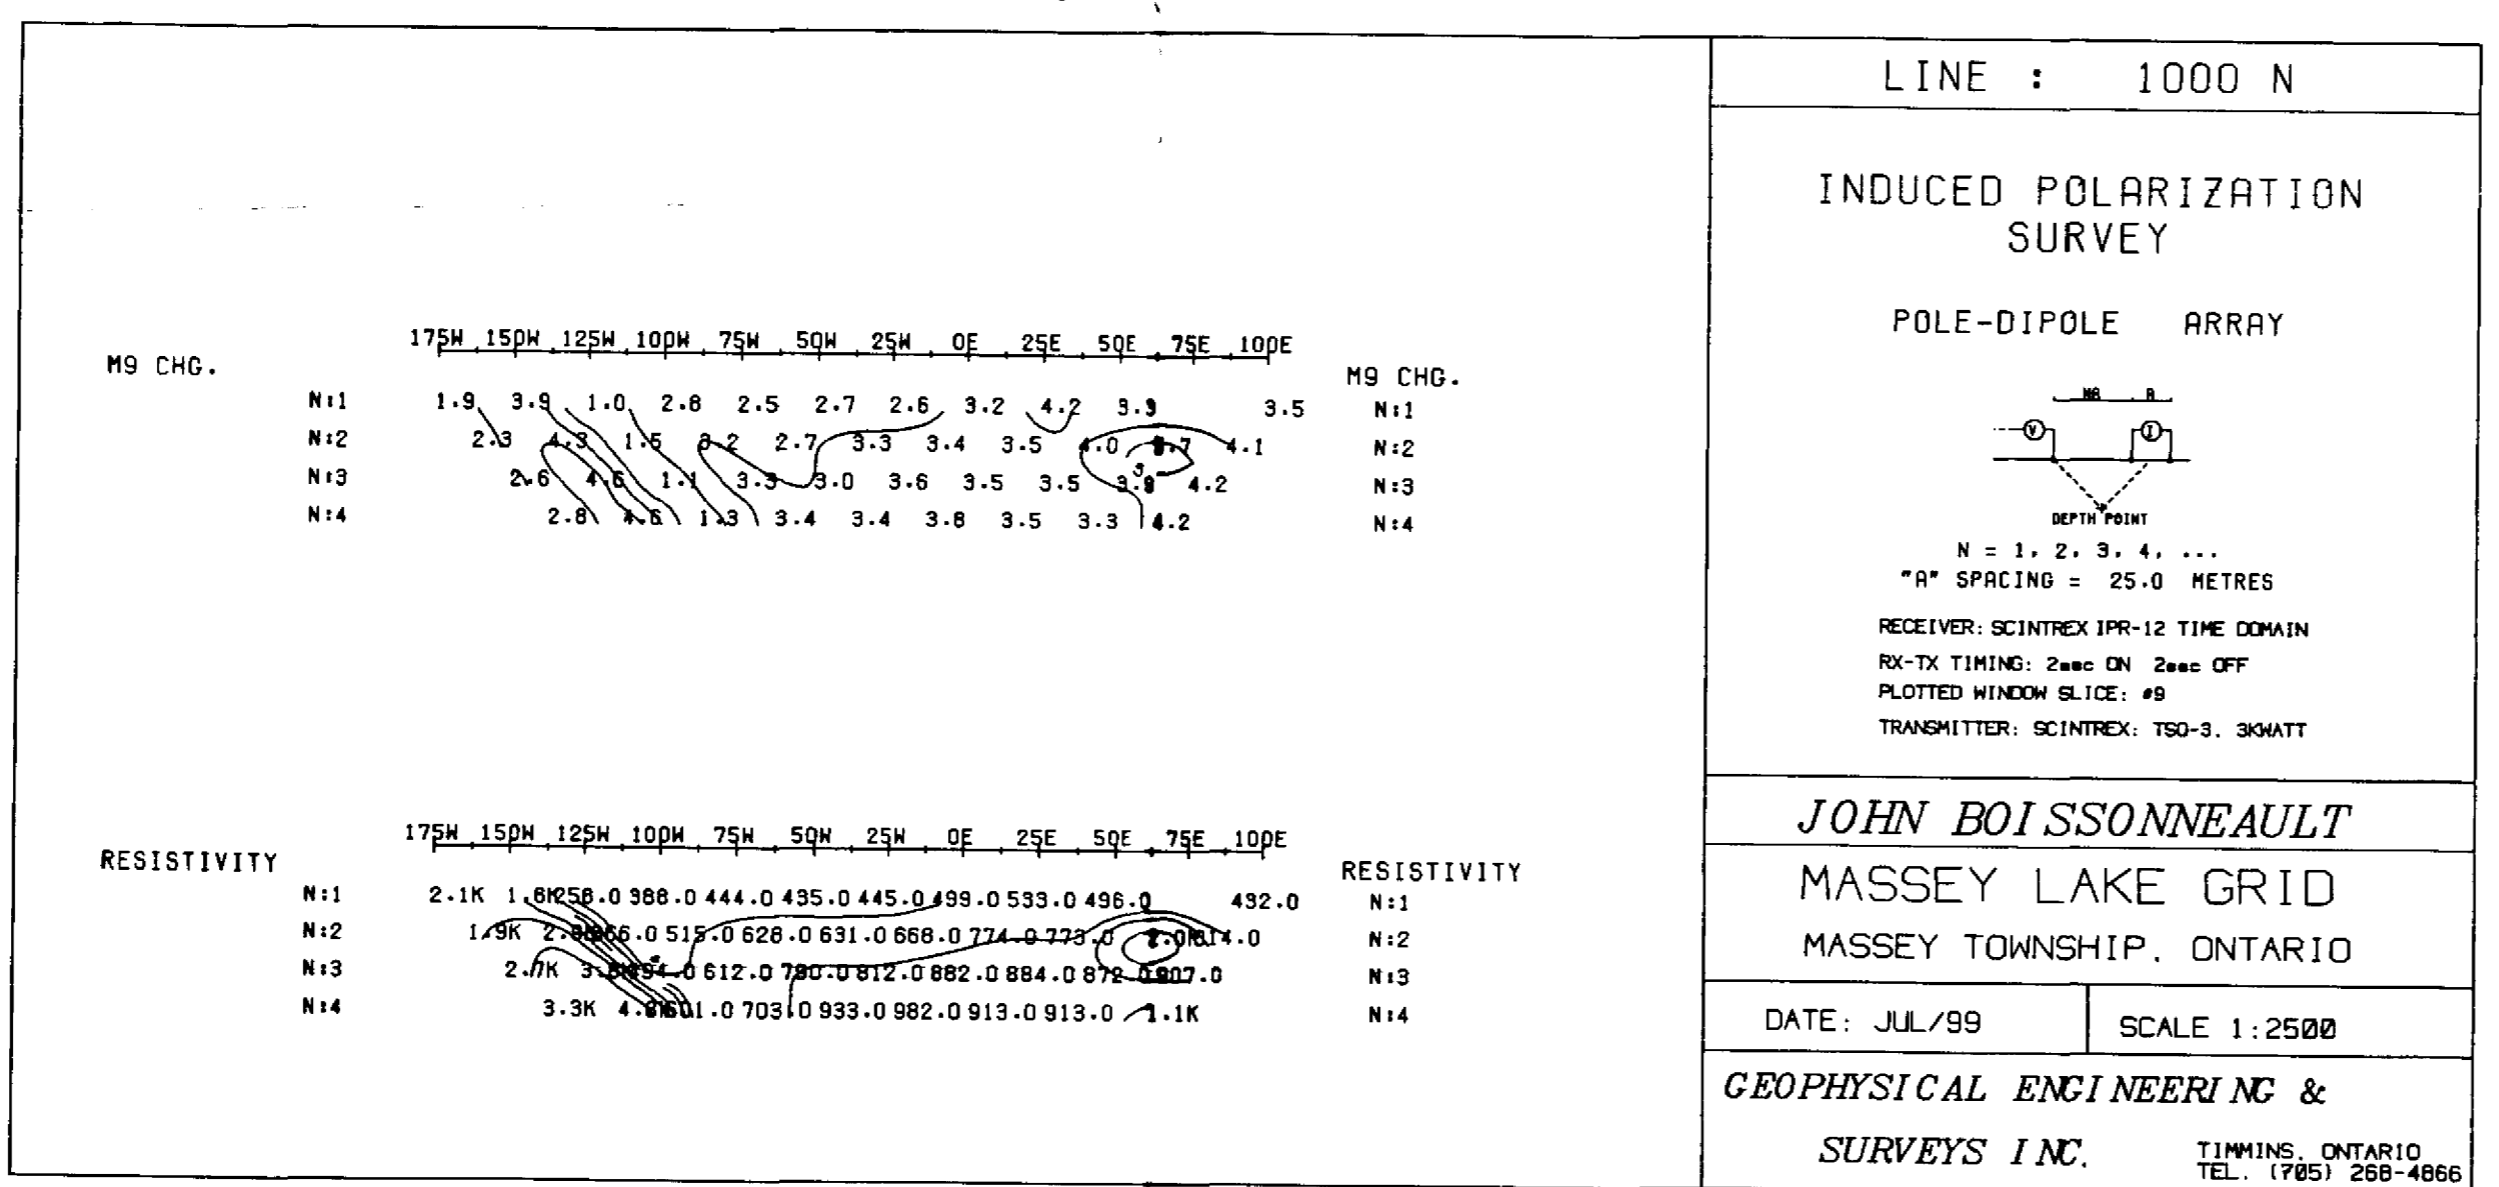 175W 150W 125W 100W 75W 50W 25W 0E 25E 50E 75E 100E
M9 CHG. M9 CHG.
N:1 1.9 3.9 1.0 2.8 2.5 2.7 2.6 3.2 4.2 3.5 N:1
N:2 2.3 4.3 1.5 3.2 2.7 3.3 3.4 3.5 4.0 4.1 N:2
N:3 2.6 4.6 1.1 3.3 3.0 3.6 3.5 3.5 4.2 N:3
N:4 2.8 4.6 1.3 3.4 3.4 3.8 3.5 3.3 4.2 N:4
175W 150W 125W 100W 75W 50W 25W 0E 25E 50E 75E 100E
RESISTIVITY RESISTIVITY
N:1 2.1K 388.0 444.0 435.0 445.0 499.0 533.0 496.0 432.0 N:1
N:2 1.9K 515.0 628.0 631.0 668.0 774.0 773.0 N:2
N:3 2.7K 612.0 812.0 882.0 884.0 N:3
N:4 3.3K 703.0 933.0 982.0 913.0 913.0 1.1K N:4
LINE : 1000 N
INDUCED POLARIZATION
SURVEY
POLE-DIPOLE ARRAY
V I
DEPTH POINT
N = 1, 2, 3, 4, ...
"A" SPACING = 25.0 METRES
RECEIVER: SCINTREX IPR-12 TIME DOMAIN
RX-TX TIMING: 2sec ON 2sec OFF
PLOTTED WINDOW SLICE: #9
TRANSMITTER: SCINTREX: TSO-3. 3KWATT
JOHN BOISSONNEAULT
MASSEY LAKE GRID
MASSEY TOWNSHIP. ONTARIO
DATE: JUL/99 SCALE 1:2500
GEOPHYSICAL ENGINEERING &
SURVEYS INC.
TIMMINS. ONTARIO
TEL. (705) 268-4866